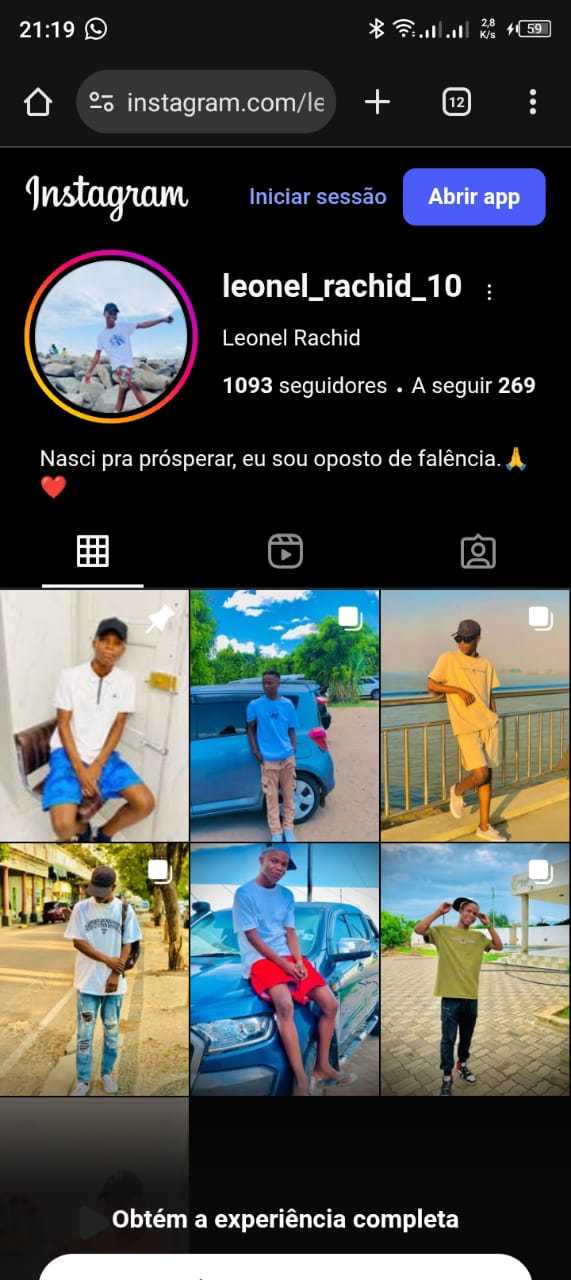 21:19
2,8
K/s
59
instagram.com/le
12
Instagram
Iniciar sessão
Abrir app
leonel_rachid_10
Leonel Rachid
1093 seguidores . A seguir 269
Nasci pra prósperar, eu sou oposto de falência.🙏
❤️
Obtém a experiência completa